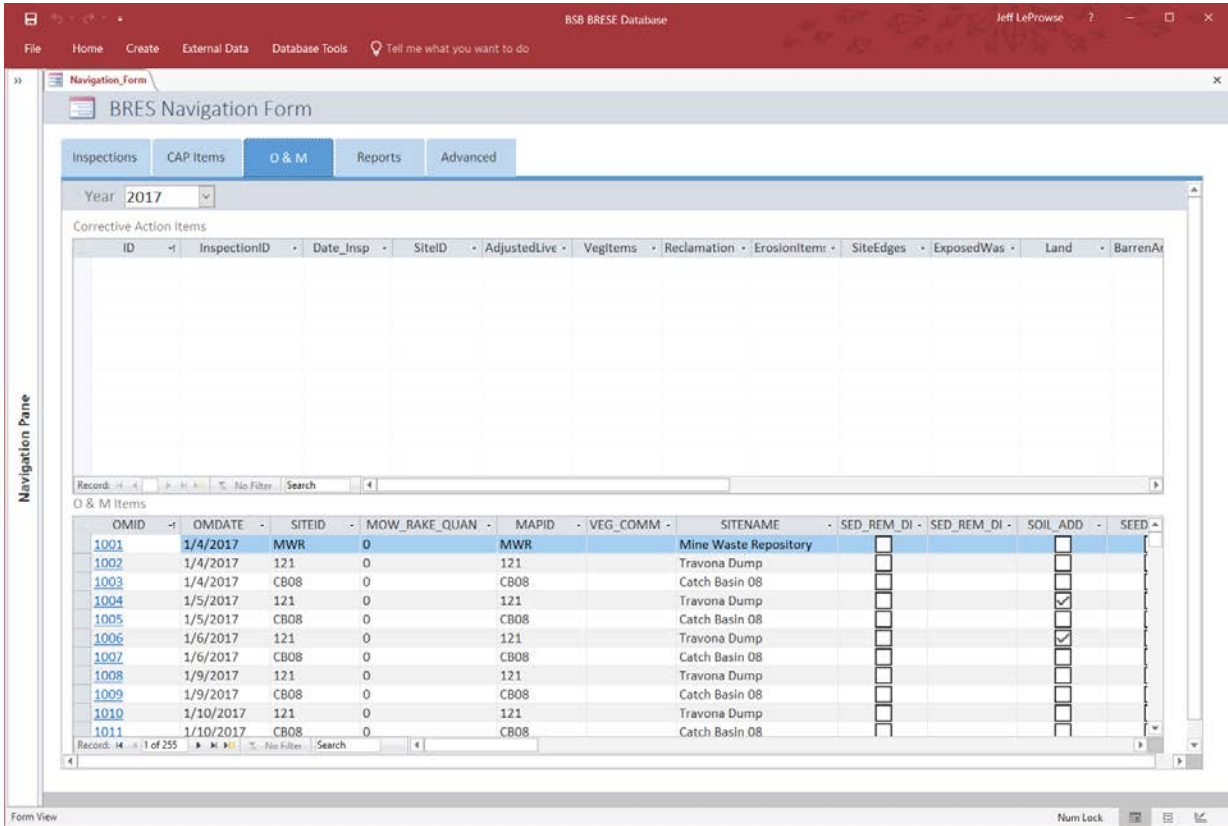 BSB BRESE Database
Jeff LeProwse ? — ×
File Home Create External Data Database Tools Tell me what you want to do
» Navigation_Form ×
BRES Navigation Form
Inspections CAP Items O & M Reports Advanced
Year 2017
Corrective Action Items
ID InspectionID Date_Insp SiteID AdjustedLive VegItems Reclamation ErosionItems SiteEdges ExposedWas Land BarrenAr
Navigation Pane
Record: No Filter Search
O & M Items
OMID OMDATE SITEID MOW_RAKE_QUAN MAPID VEG_COMM SITENAME SED_REM_DI SED_REM_DI SOIL_ADD SEED
1001 1/4/2017 MWR 0 MWR Mine Waste Repository
1002 1/4/2017 121 0 121 Travona Dump
1003 1/4/2017 CB08 0 CB08 Catch Basin 08
1004 1/5/2017 121 0 121 Travona Dump
1005 1/5/2017 CB08 0 CB08 Catch Basin 08
1006 1/6/2017 121 0 121 Travona Dump
1007 1/6/2017 CB08 0 CB08 Catch Basin 08
1008 1/9/2017 121 0 121 Travona Dump
1009 1/9/2017 CB08 0 CB08 Catch Basin 08
1010 1/10/2017 121 0 121 Travona Dump
1011 1/10/2017 CB08 0 CB08 Catch Basin 08
Record: 1 of 255 No Filter Search
Form View Num Lock